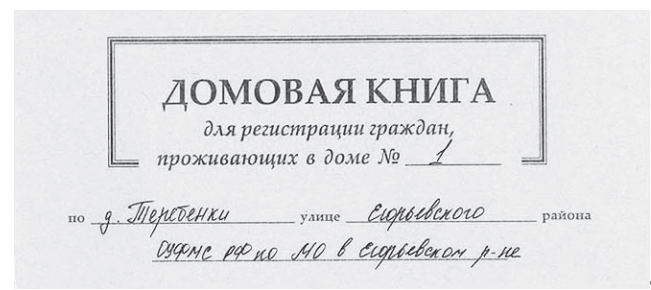 ДОМОВАЯ КНИГА
для регистрации граждан,
проживающих в доме № 1
по д. Теребенки улице Егорьевского района
ОУФМС РФ по МО в Егорьевском р-не